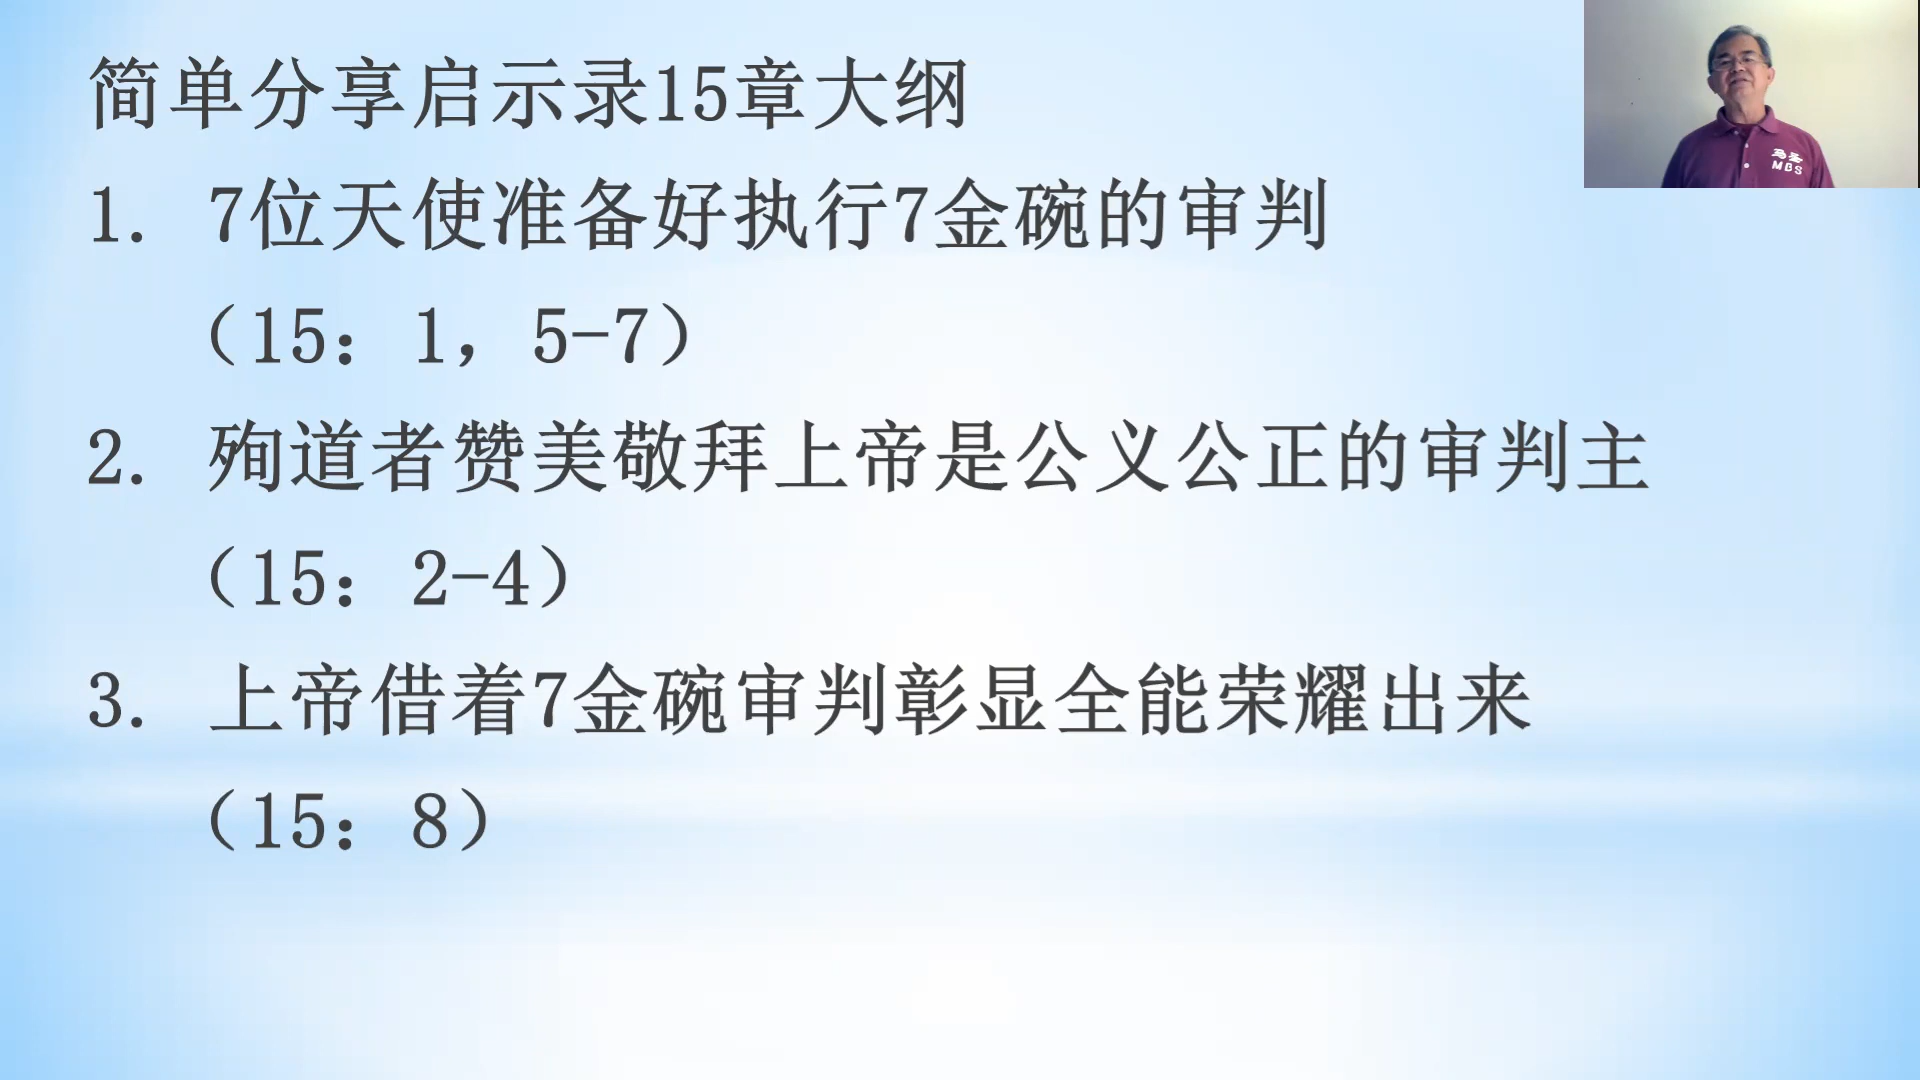 简单分享启示录15章大纲
1. 7位天使准备好执行7金碗的审判
（15：1，5-7）
2. 殉道者赞美敬拜上帝是公义公正的审判主
（15：2-4）
3. 上帝借着7金碗审判彰显全能荣耀出来
（15：8）
马圣
MBS